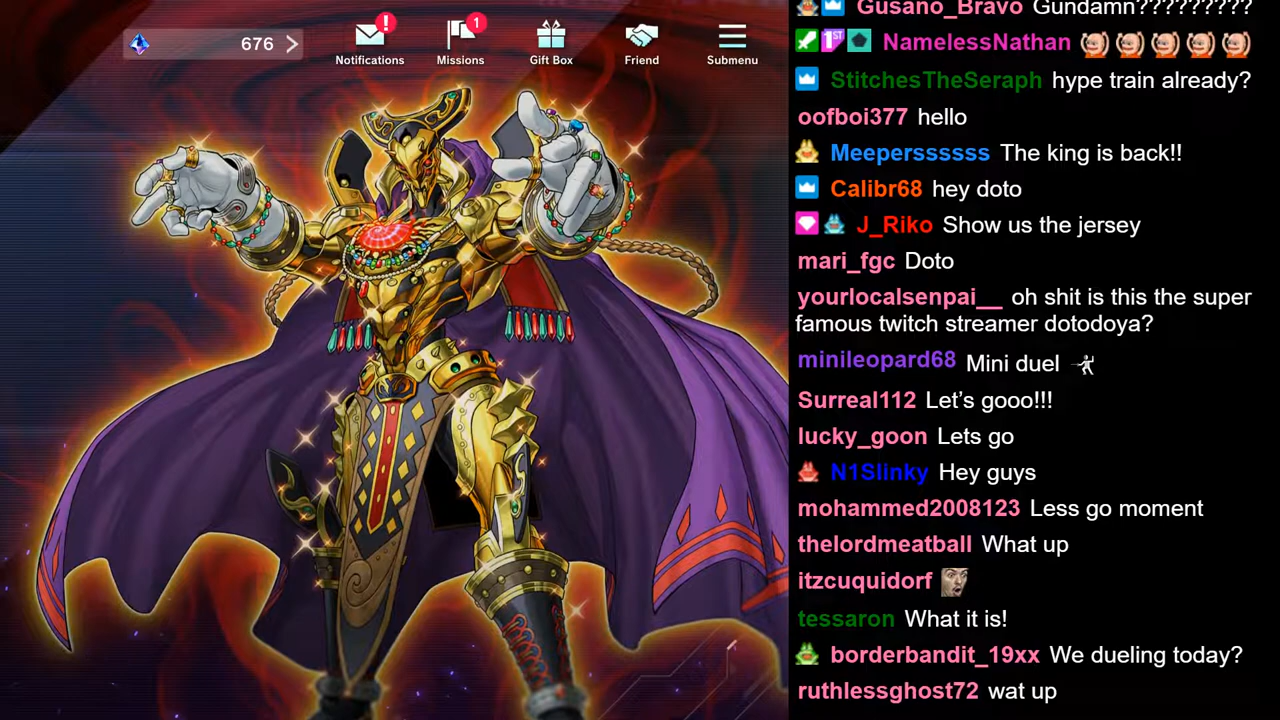 676
!
1
Notifications
Missions
Gift Box
Friend
Submenu
Gusano_Bravo Gundamn?????????
1ST NamelessNathan
StitchesTheSeraph hype train already?
oofboi377 hello
Meeperssssss The king is back!!
Calibr68 hey doto
J_Riko Show us the jersey
mari_fgc Doto
yourlocalsenpai__ oh shit is this the super
famous twitch streamer dotodoya?
minileopard68 Mini duel
Surreal112 Let's gooo!!!
lucky_goon Lets go
N1Slinky Hey guys
mohammed2008123 Less go moment
thelordmeatball What up
itzcuquidorf
tessaron What it is!
borderbandit_19xx We dueling today?
ruthlessghost72 wat up